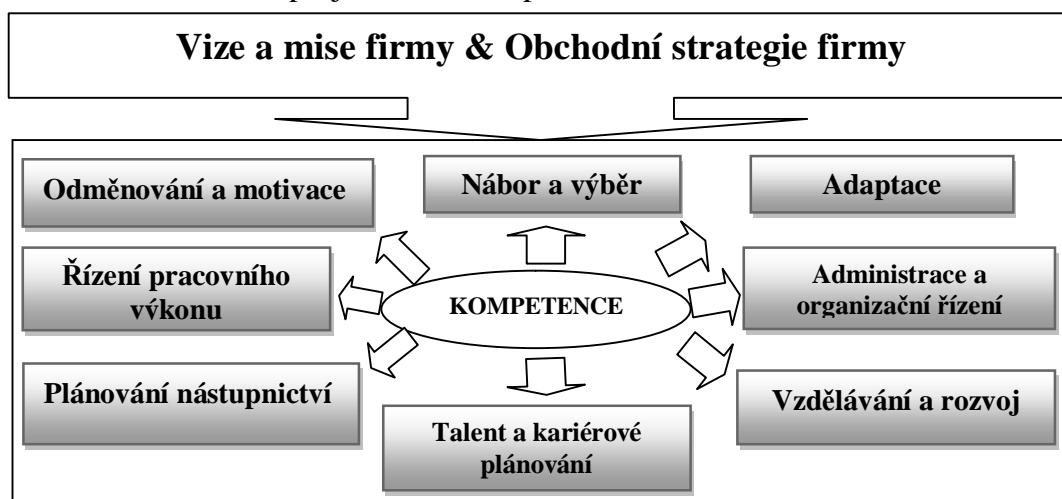 Vize a mise firmy & Obchodní strategie firmy
Odměnování a motivace
Nábor a výběr
Adaptace
Řízení pracovního
výkonu
KOMPETENCE
Administrace a
organizační řízení
Plánování nástupnictví
Talent a kariérové
plánování
Vzdělávání a rozvoj